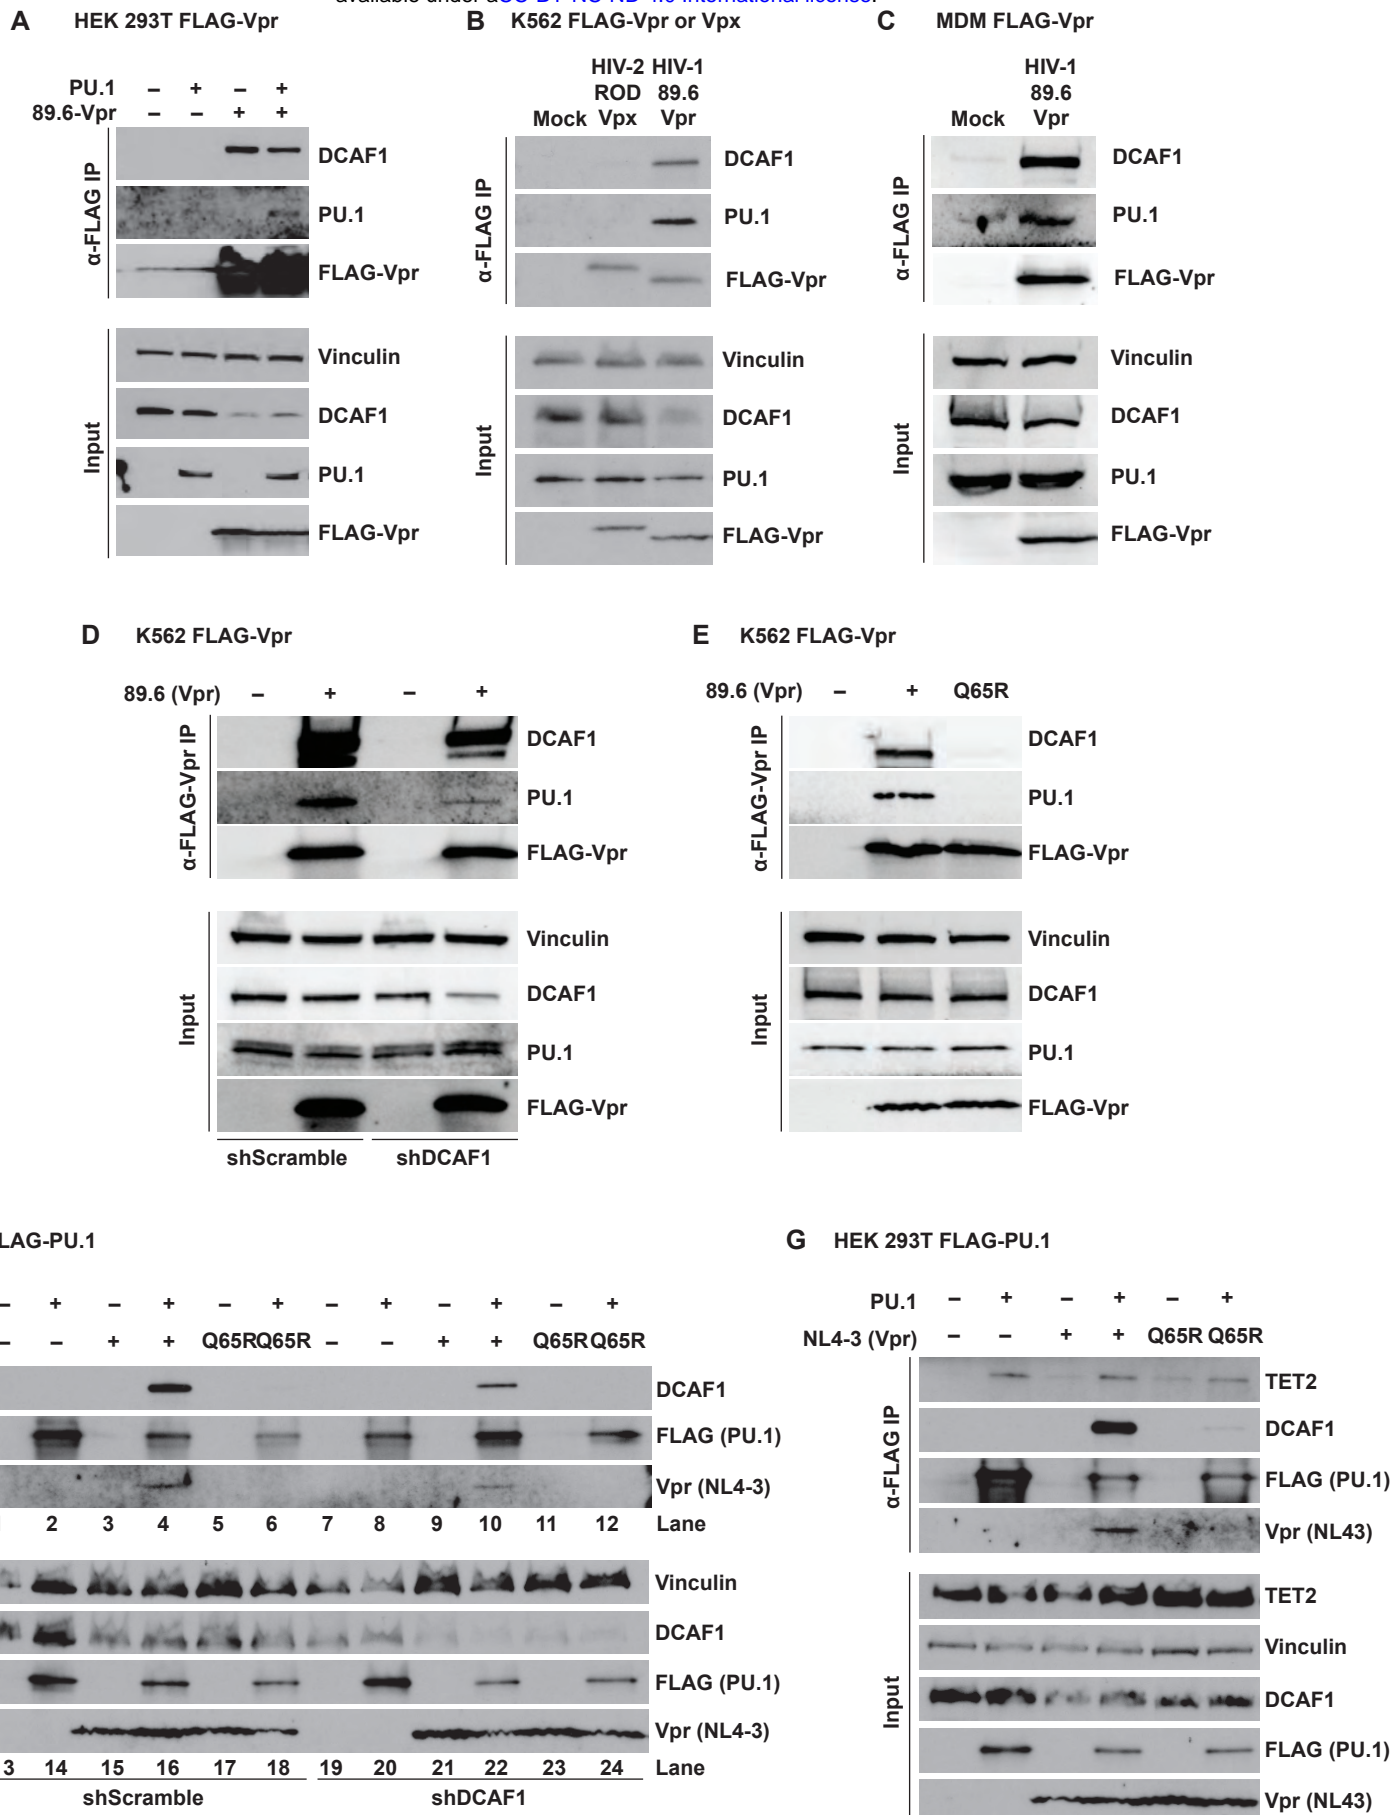 available under aCC-BY-NC-ND 4.0 International license.
A HEK 293T FLAG-Vpr
PU.1 – + – +
89.6-Vpr – – + +
α-FLAG IP
DCAF1
PU.1
FLAG-Vpr
Input
Vinculin
DCAF1
PU.1
FLAG-Vpr
B K562 FLAG-Vpr or Vpx
HIV-2 HIV-1
ROD 89.6
Mock Vpx Vpr
α-FLAG IP
DCAF1
PU.1
FLAG-Vpr
Input
Vinculin
DCAF1
PU.1
FLAG-Vpr
C MDM FLAG-Vpr
HIV-1
89.6
Mock Vpr
α-FLAG IP
DCAF1
PU.1
FLAG-Vpr
Input
Vinculin
DCAF1
PU.1
FLAG-Vpr
D K562 FLAG-Vpr
89.6 (Vpr) – + – +
α-FLAG-Vpr IP
DCAF1
PU.1
FLAG-Vpr
Input
Vinculin
DCAF1
PU.1
FLAG-Vpr
shScramble shDCAF1
E K562 FLAG-Vpr
89.6 (Vpr) – + Q65R
α-FLAG-Vpr IP
DCAF1
PU.1
FLAG-Vpr
Input
Vinculin
DCAF1
PU.1
FLAG-Vpr
LAG-PU.1
– + – + – + – + – + – +
– – + + Q65R Q65R – – + + Q65R Q65R
DCAF1
FLAG (PU.1)
Vpr (NL4-3)
2 3 4 5 6 7 8 9 10 11 12 Lane
Vinculin
DCAF1
FLAG (PU.1)
Vpr (NL4-3)
3 14 15 16 17 18 19 20 21 22 23 24 Lane
shScramble shDCAF1
G HEK 293T FLAG-PU.1
PU.1 – + – + – +
NL4-3 (Vpr) – – + + Q65R Q65R
α-FLAG IP
TET2
DCAF1
FLAG (PU.1)
Vpr (NL43)
Input
TET2
Vinculin
DCAF1
FLAG (PU.1)
Vpr (NL43)